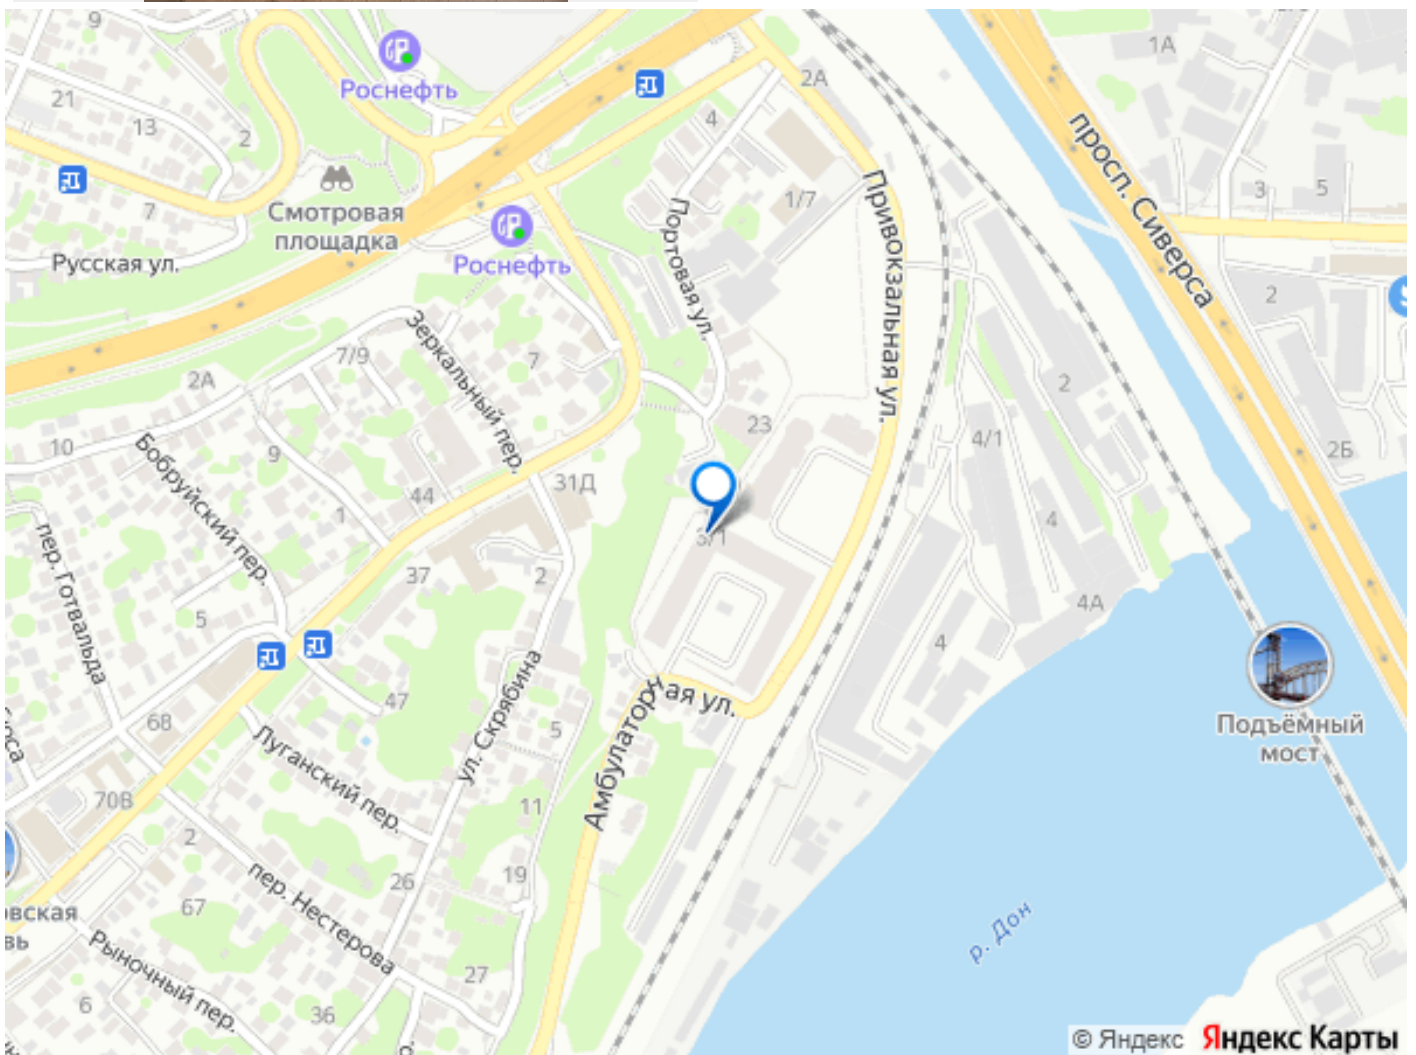 1А
2А
Роснефть
21
13
2
4
просп. Сиверса
Привокзальная ул.
3
5
7
1/7
Смотровая
площадка
Портовая ул.
Русская ул.
Роснефть
2
7/9
Зеркальный пер.
7
2А
2
10
Бобруйский пер.
9
23
4/1
2Б
31Д
44
1
3/1
4
пер. Готвальда
37
2
4А
5
4
ул. Скрябина
47
Амбулаторная ул.
68
5
Подъёмный
мост
Луганский пер.
70В
11
2
19
26
пер. Нестерова
67
вская
вь
р. Дон
Рыночный пер.
27
6
36
© Яндекс Яндекс Карты